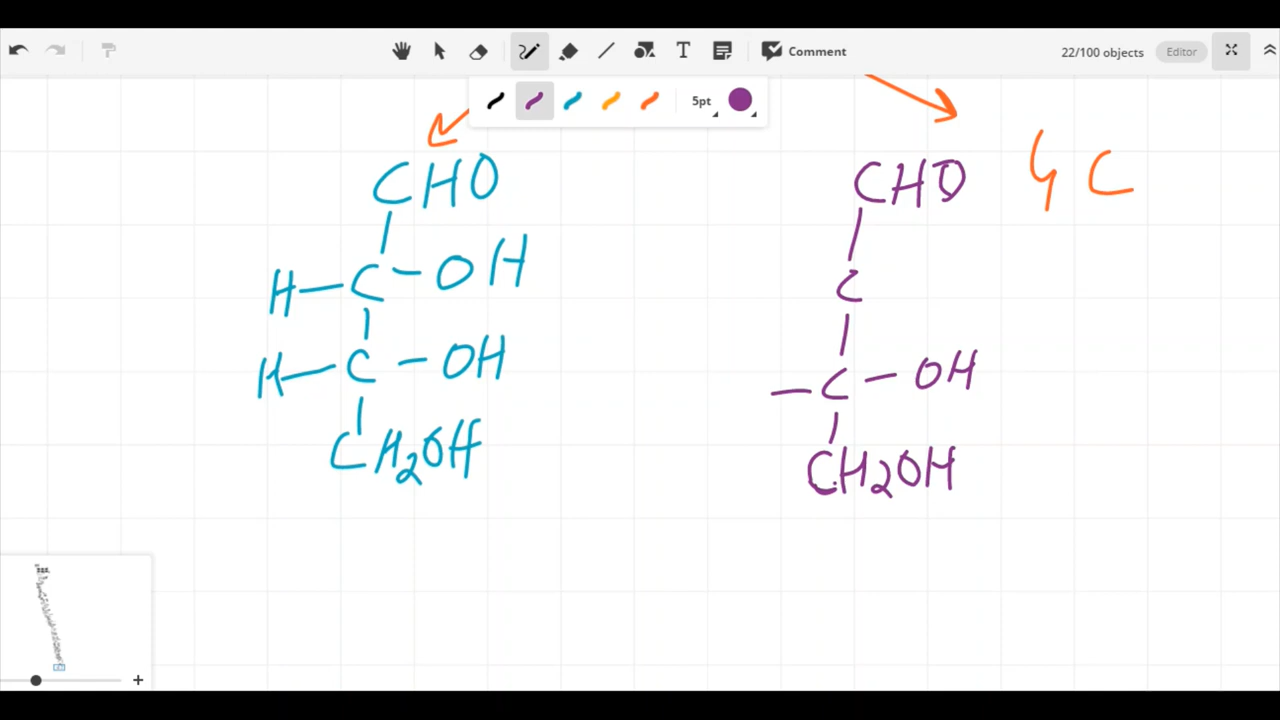 Comment
22/100 objects
Editor
5pt
CHO
CHO
4 C
H—C—OH
C
H—C—OH
—C—OH
CH2OH
CH2OH